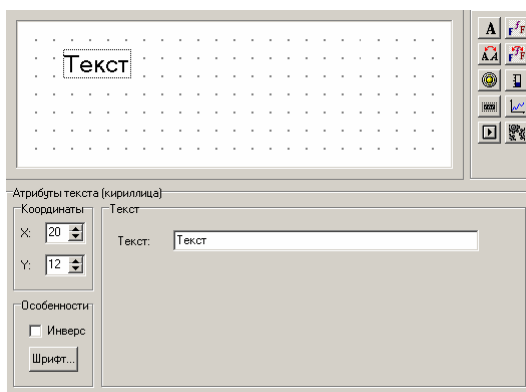 Текст
Атрибуты текста (кириллица)
Координаты
X: 20
Y: 12
Особенности
Инверс
Шрифт...
Текст
Текст: Текст